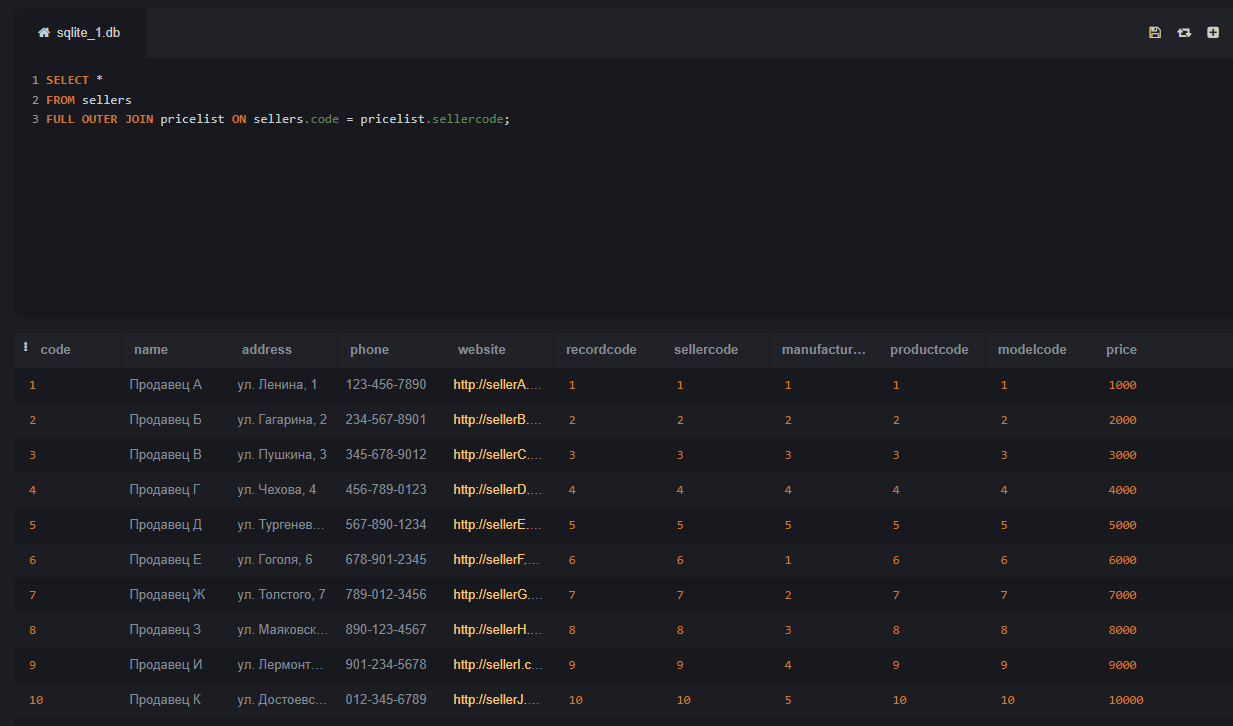 sqlite_1.db
1 SELECT *
2 FROM sellers
3 FULL OUTER JOIN pricelist ON sellers.code = pricelist.sellercode;
code name address phone website recordcode sellercode manufactur... productcode modelcode price
1 Продавец А ул. Ленина, 1 123-456-7890 http://sellerA.... 1 1 1 1 1 1000
2 Продавец Б ул. Гагарина, 2 234-567-8901 http://sellerB.... 2 2 2 2 2 2000
3 Продавец В ул. Пушкина, 3 345-678-9012 http://sellerC.... 3 3 3 3 3 3000
4 Продавец Г ул. Чехова, 4 456-789-0123 http://sellerD.... 4 4 4 4 4 4000
5 Продавец Д ул. Тургенев... 567-890-1234 http://sellerE.... 5 5 5 5 5 5000
6 Продавец Е ул. Гоголя, 6 678-901-2345 http://sellerF.... 6 6 1 6 6 6000
7 Продавец Ж ул. Толстого, 7 789-012-3456 http://sellerG.... 7 7 2 7 7 7000
8 Продавец З ул. Маяковск... 890-123-4567 http://sellerH.... 8 8 3 8 8 8000
9 Продавец И ул. Лермонт... 901-234-5678 http://sellerI.c... 9 9 4 9 9 9000
10 Продавец К ул. Достоевс... 012-345-6789 http://sellerJ.... 10 10 5 10 10 10000